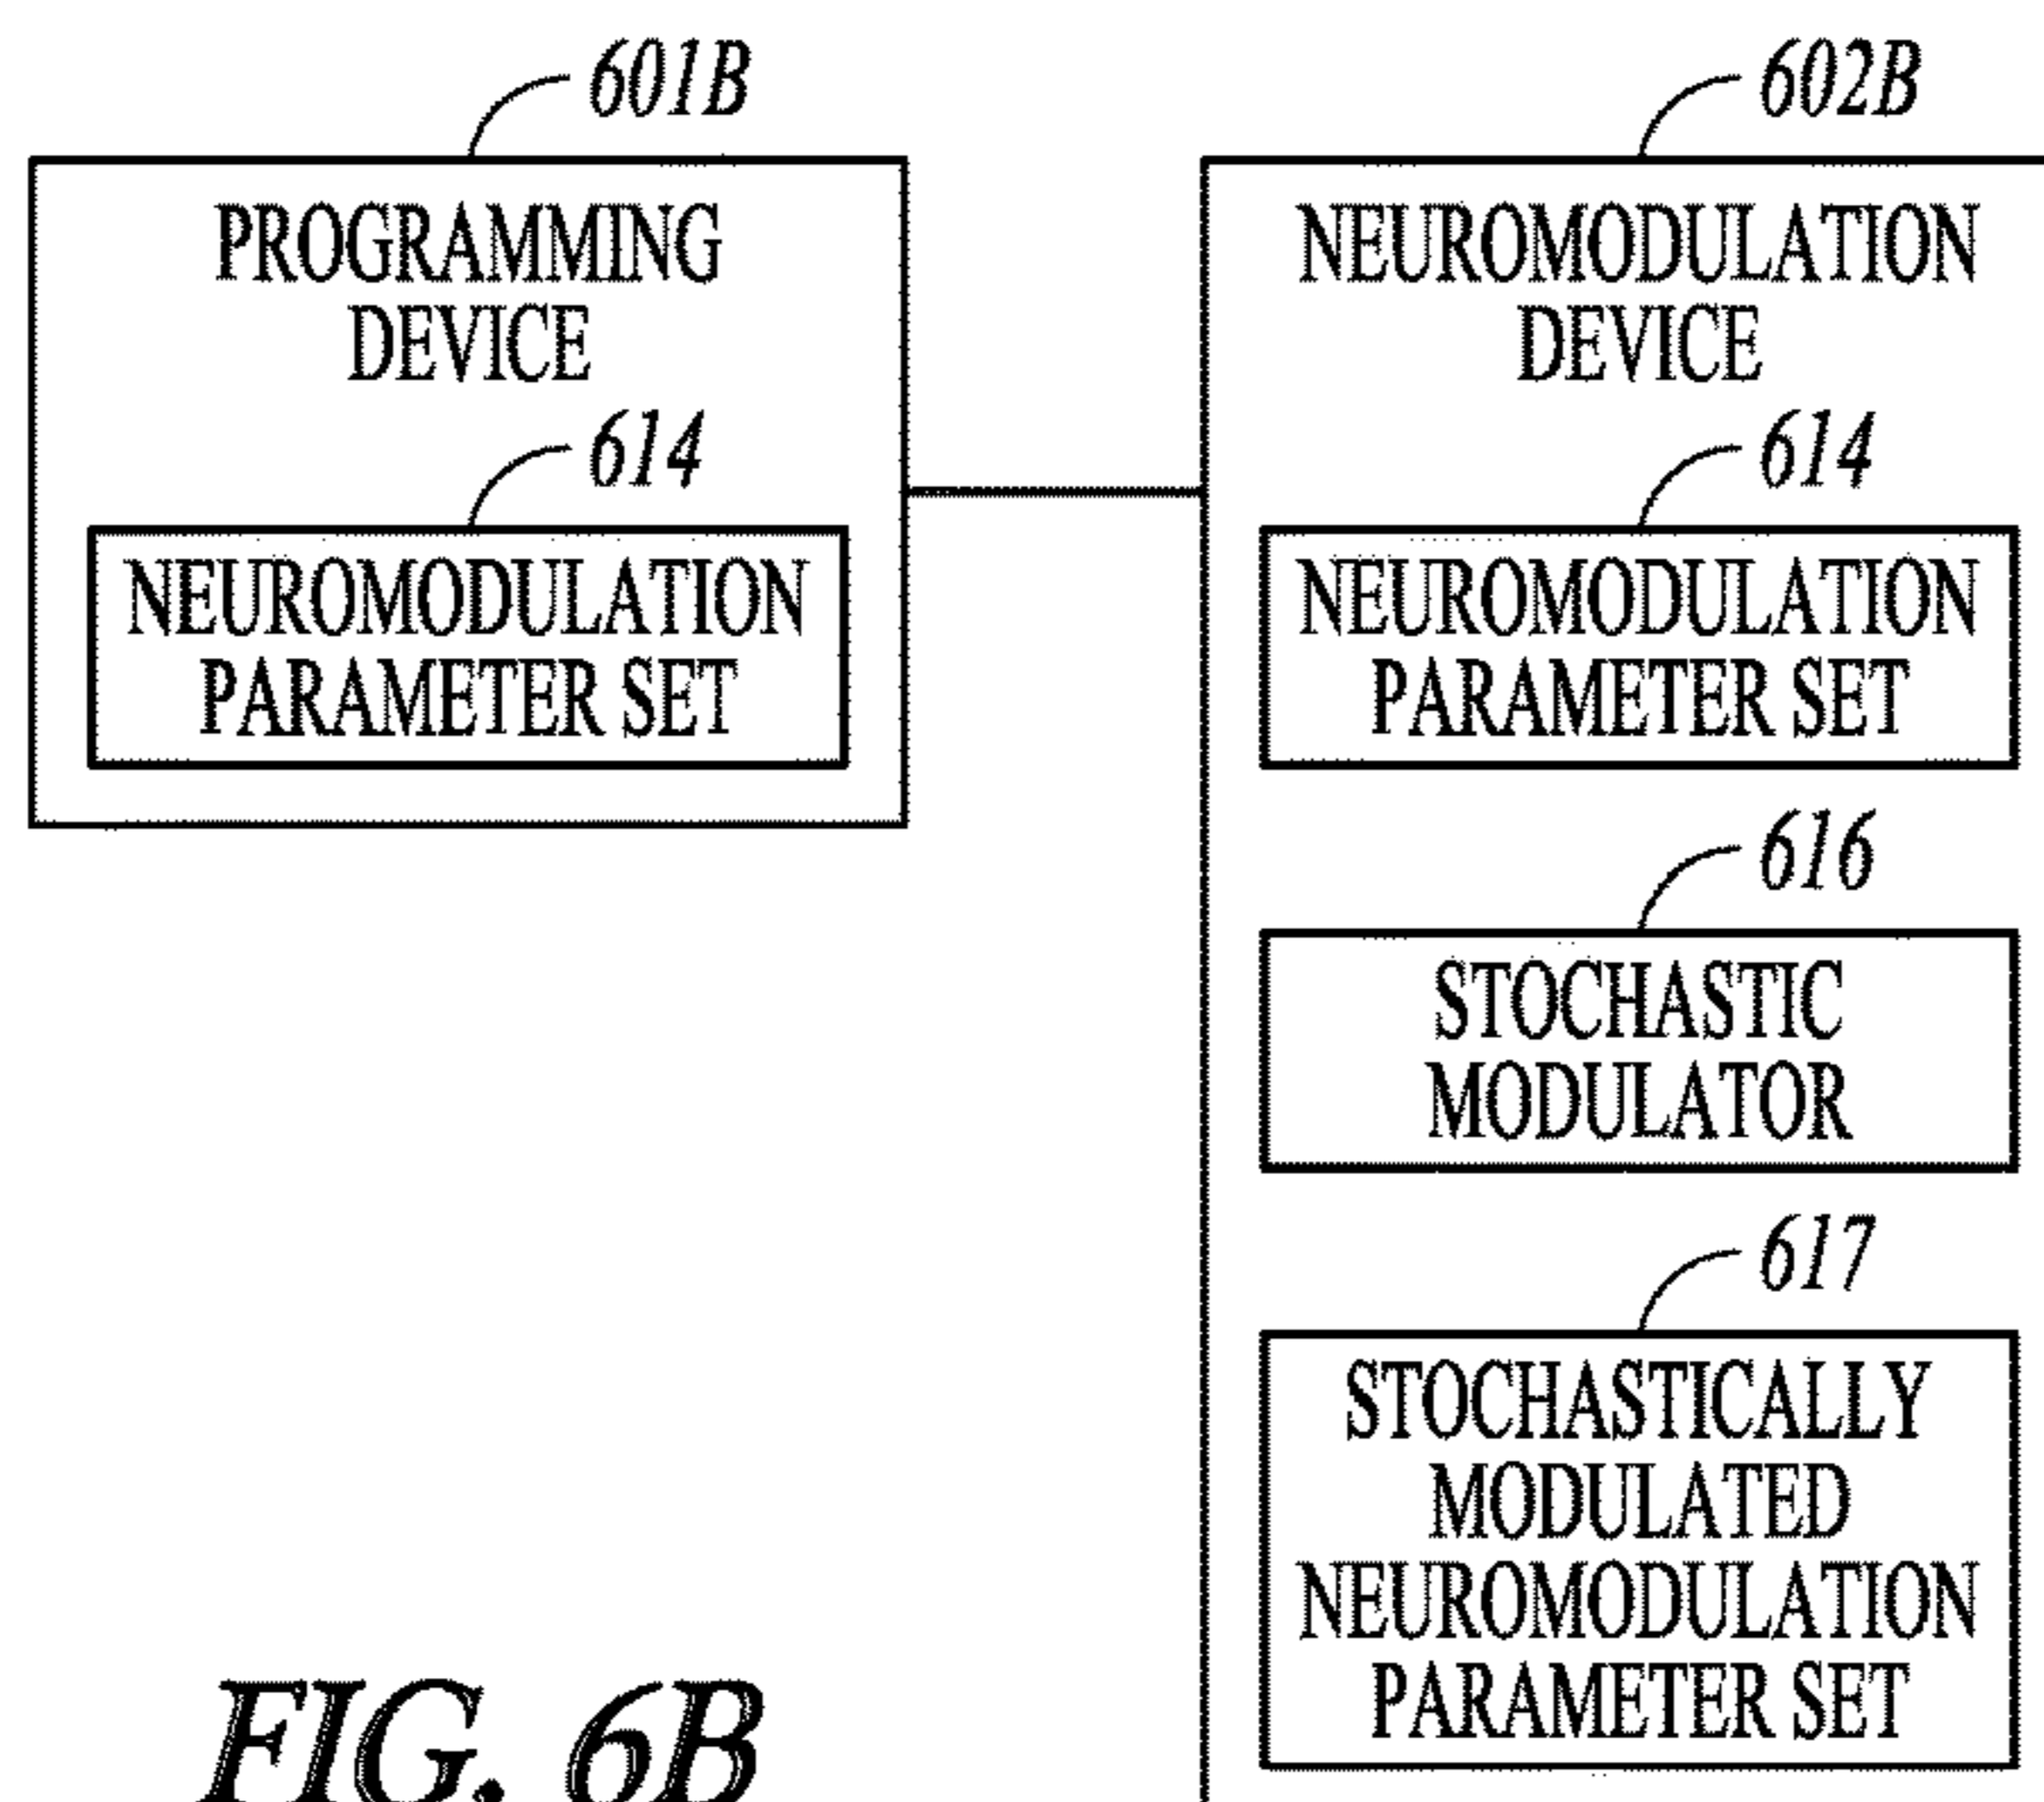 601B
PROGRAMMING
DEVICE
614
NEUROMODULATION
PARAMETER SET
602B
NEUROMODULATION
DEVICE
614
NEUROMODULATION
PARAMETER SET
616
STOCHASTIC
MODULATOR
617
STOCHASTICALLY
MODULATED
NEUROMODULATION
PARAMETER SET
FIG. 6B